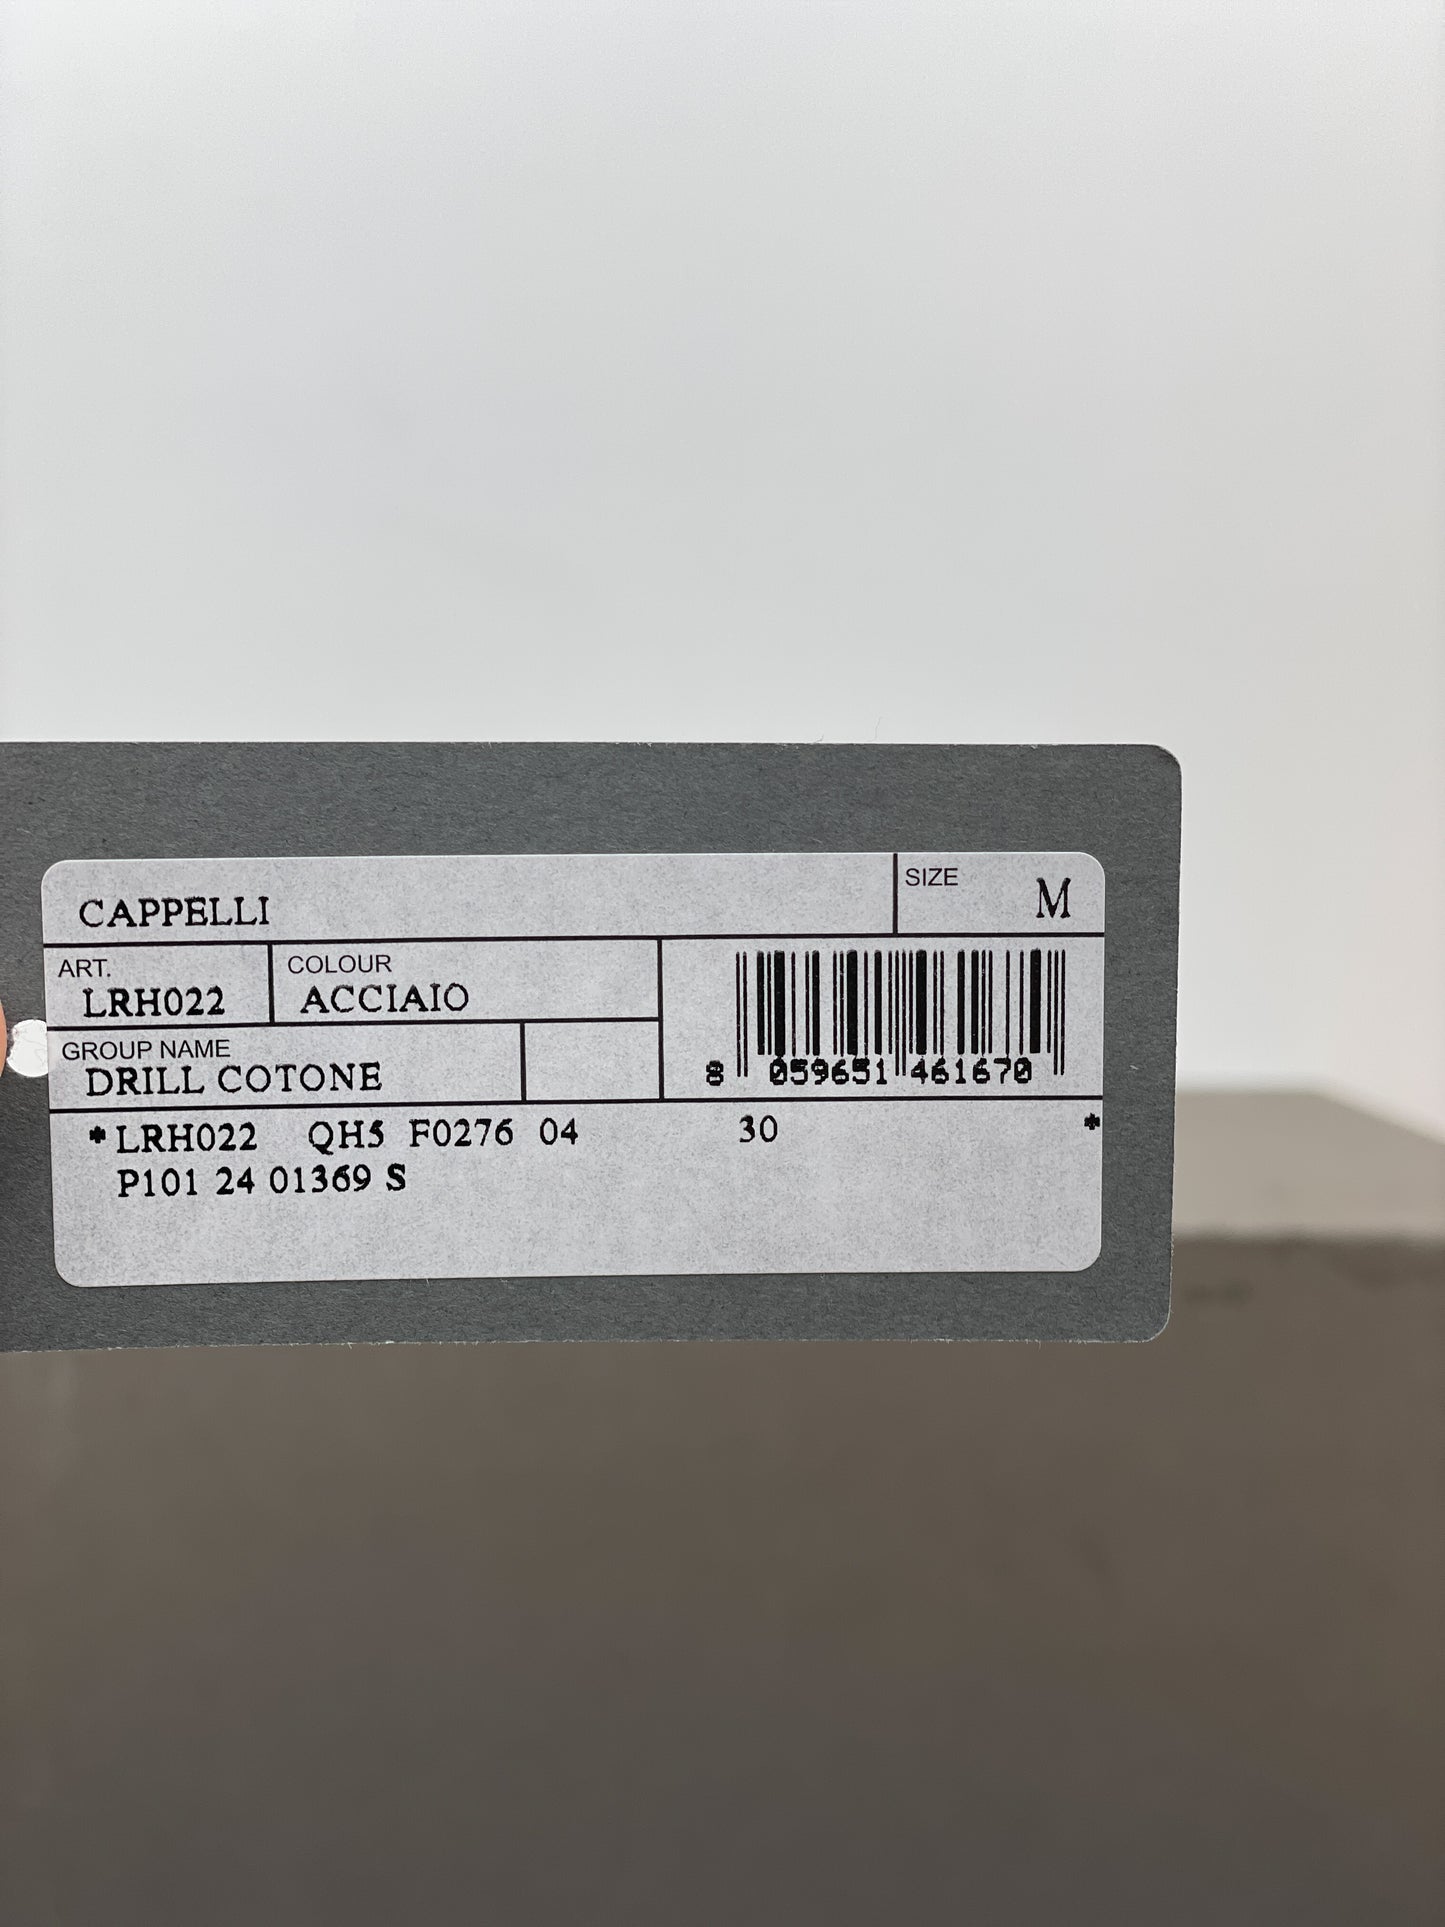 CAPPELLI
SIZE M
ART.
LRH022
COLOUR
ACCIAIO
GROUP NAME
DRILL COTONE
8 059651 461670
*LRH022 QH5 F0276 04 30 *
P101 24 01369 S